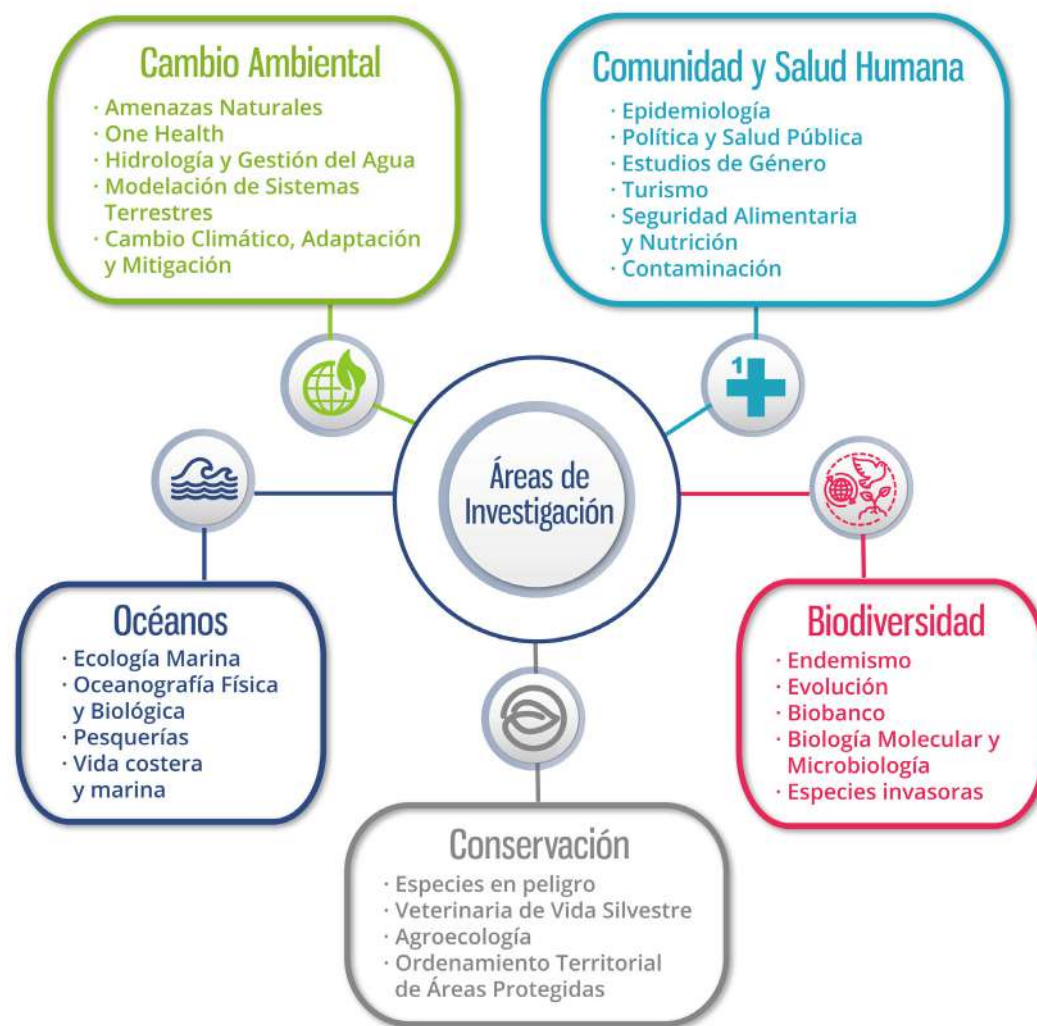 Cambio Ambiental
· Amenazas Naturales
· One Health
· Hidrología y Gestión del Agua
· Modelación de Sistemas
Terrestres
· Cambio Climático, Adaptación
y Mitigación
Comunidad y Salud Humana
· Epidemiología
· Política y Salud Pública
· Estudios de Género
· Turismo
· Seguridad Alimentaria
y Nutrición
· Contaminación
1
Áreas de
Investigación
Océanos
· Ecología Marina
· Oceanografía Física
y Biológica
· Pesquerías
· Vida costera
y marina
Biodiversidad
· Endemismo
· Evolución
· Biobanco
· Biología Molecular y
Microbiología
· Especies invasoras
Conservación
· Especies en peligro
· Veterinaria de Vida Silvestre
· Agroecología
· Ordenamiento Territorial
de Áreas Protegidas